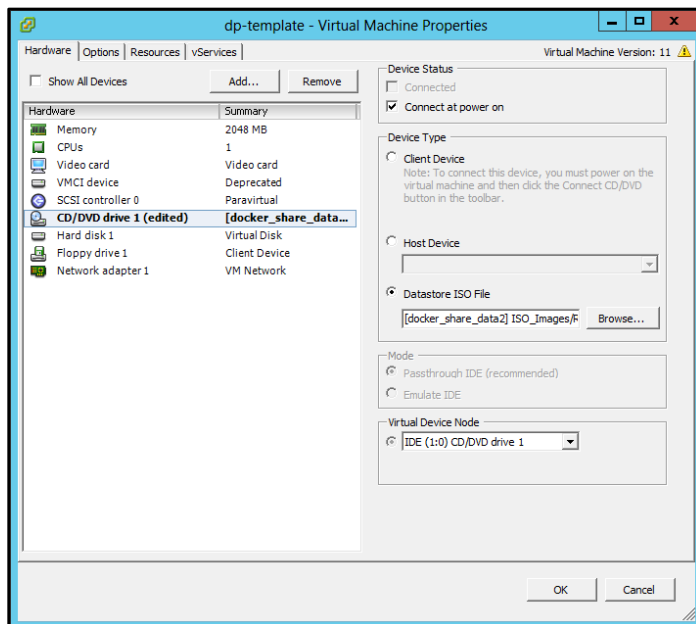 dp-template - Virtual Machine Properties
Hardware Options Resources vServices
Virtual Machine Version: 11
Show All Devices
Add...
Remove
Hardware Summary
Memory 2048 MB
CPUs 1
Video card Video card
VMCI device Deprecated
SCSI controller 0 Paravirtual
CD/DVD drive 1 (edited) [docker_share_data...
Hard disk 1 Virtual Disk
Floppy drive 1 Client Device
Network adapter 1 VM Network
Device Status
Connected
Connect at power on
Device Type
Client Device
Note: To connect this device, you must power on the
virtual machine and then click the Connect CD/DVD
button in the toolbar.
Host Device
Datastore ISO File
[docker_share_data2] ISO_Images/R
Browse...
Mode
Passthrough IDE (recommended)
Emulate IDE
Virtual Device Node
IDE (1:0) CD/DVD drive 1
OK
Cancel